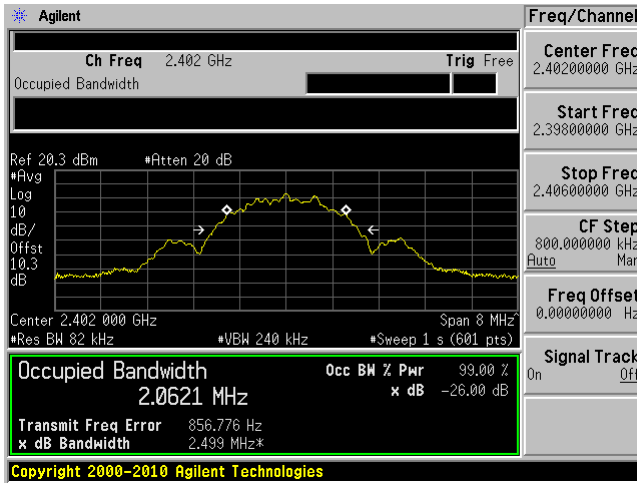 Agilent
Ch Freq 2.402 GHz Trig Free
Occupied Bandwidth
Ref 20.3 dBm #Atten 20 dB
#Avg
Log
10
dB/
Offst
10.3
dB
Center 2.402 000 GHz Span 8 MHz^
#Res BW 82 kHz #VBW 240 kHz #Sweep 1 s (601 pts)
Occupied Bandwidth Occ BW % Pwr 99.00 %
2.0621 MHz x dB -26.00 dB
Transmit Freq Error 856.776 Hz
x dB Bandwidth 2.499 MHz*
Copyright 2000-2010 Agilent Technologies
Freq/Channel
Center Freq
2.40200000 GHz
Start Freq
2.39800000 GHz
Stop Freq
2.40600000 GHz
CF Step
800.000000 kHz
Auto Man
Freq Offset
0.00000000 Hz
Signal Track
On Off